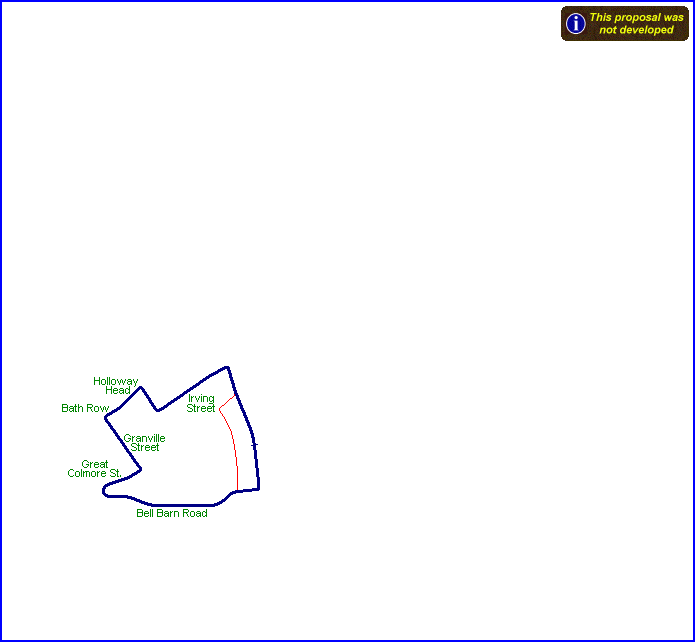 This proposal was
not developed
Holloway
Head
Irving
Street
Bath Row
Granville
Street
Great
Colmore St.
Bell Barn Road